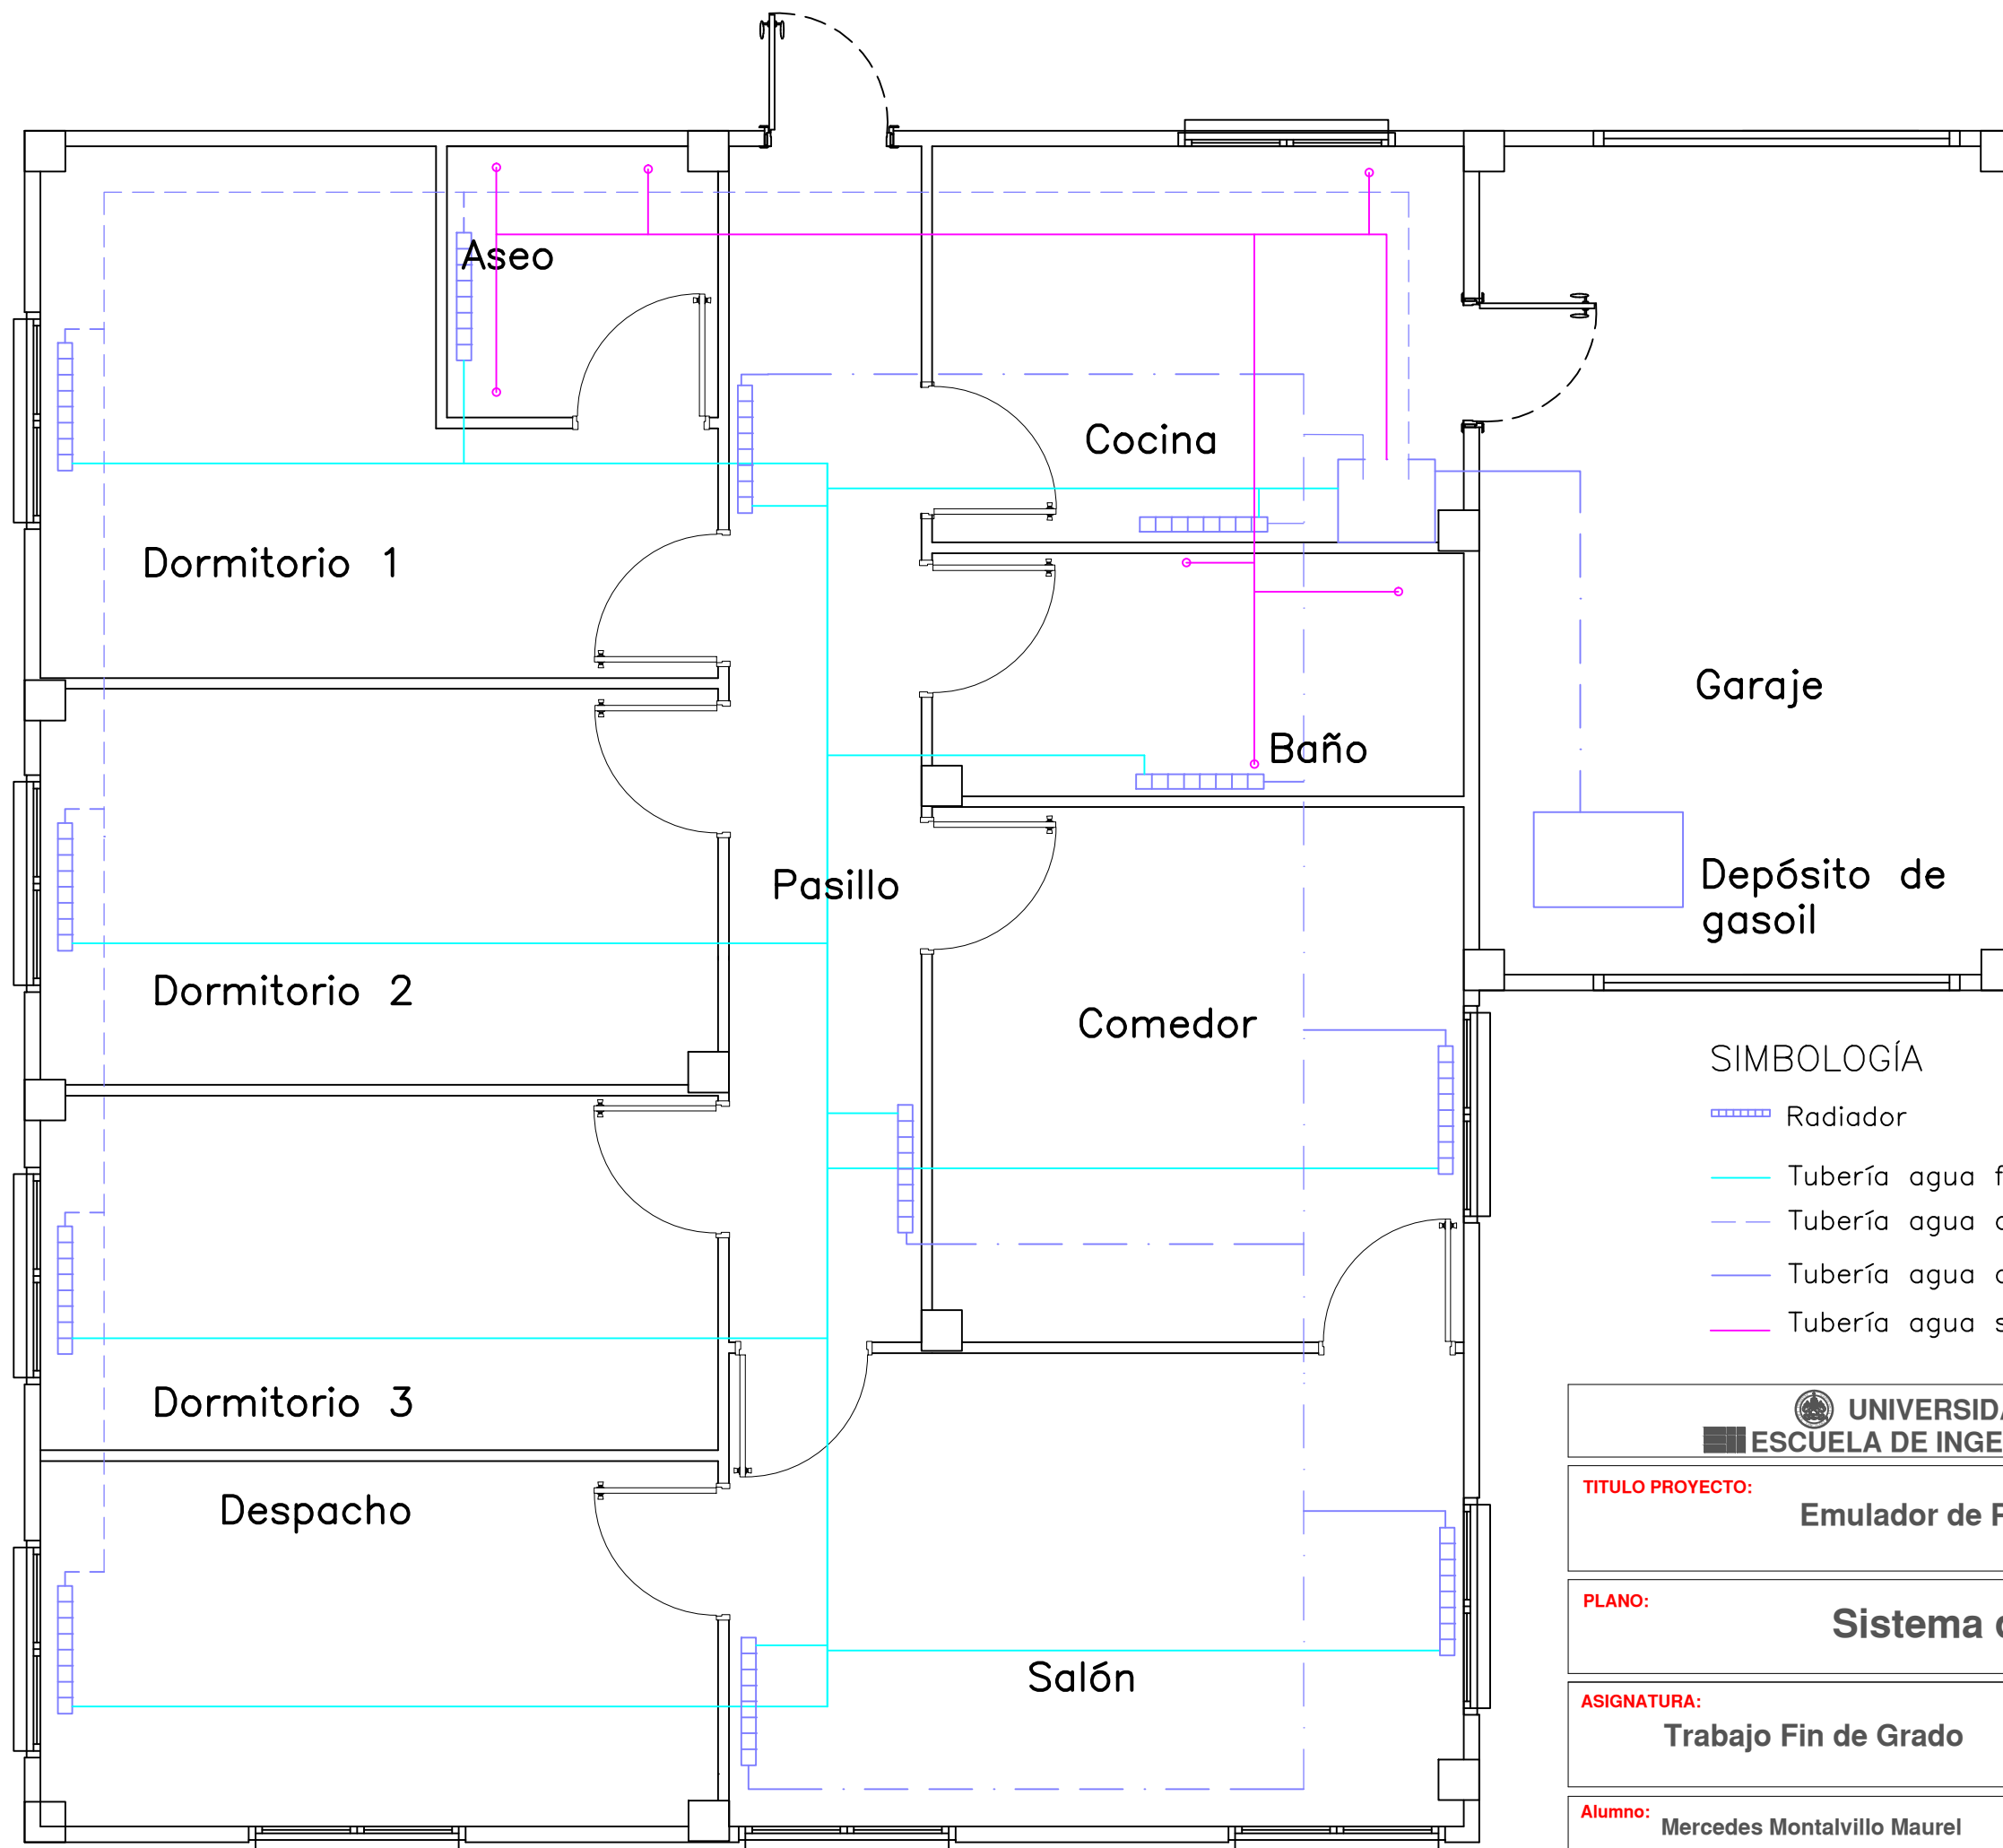 Aseo
Cocina
Dormitorio 1
Garaje
Baño
Pasillo
Depósito de
gasoil
Dormitorio 2
Comedor
SIMBOLOGÍA
Radiador
Tubería agua
Tubería agua
Tubería agua
Tubería agua
Dormitorio 3
Despacho
Salón
ESCUELA DE
TITULO PROYECTO:
Emulador de
PLANO:
Sistema
ASIGNATURA:
Trabajo Fin de Grado
Alumno: Mercedes Montalvillo Maurel